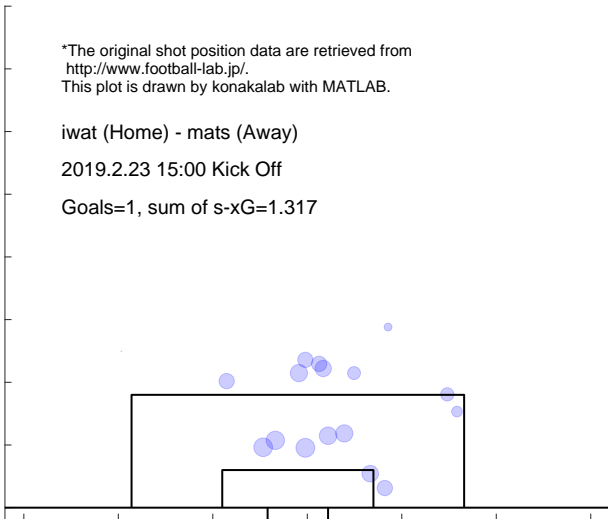 *The original shot position data are retrieved from
http://www.football-lab.jp/.
This plot is drawn by konakalab with MATLAB.
iwat (Home) - mats (Away)
2019.2.23 15:00 Kick Off
Goals=1, sum of s-xG=1.317